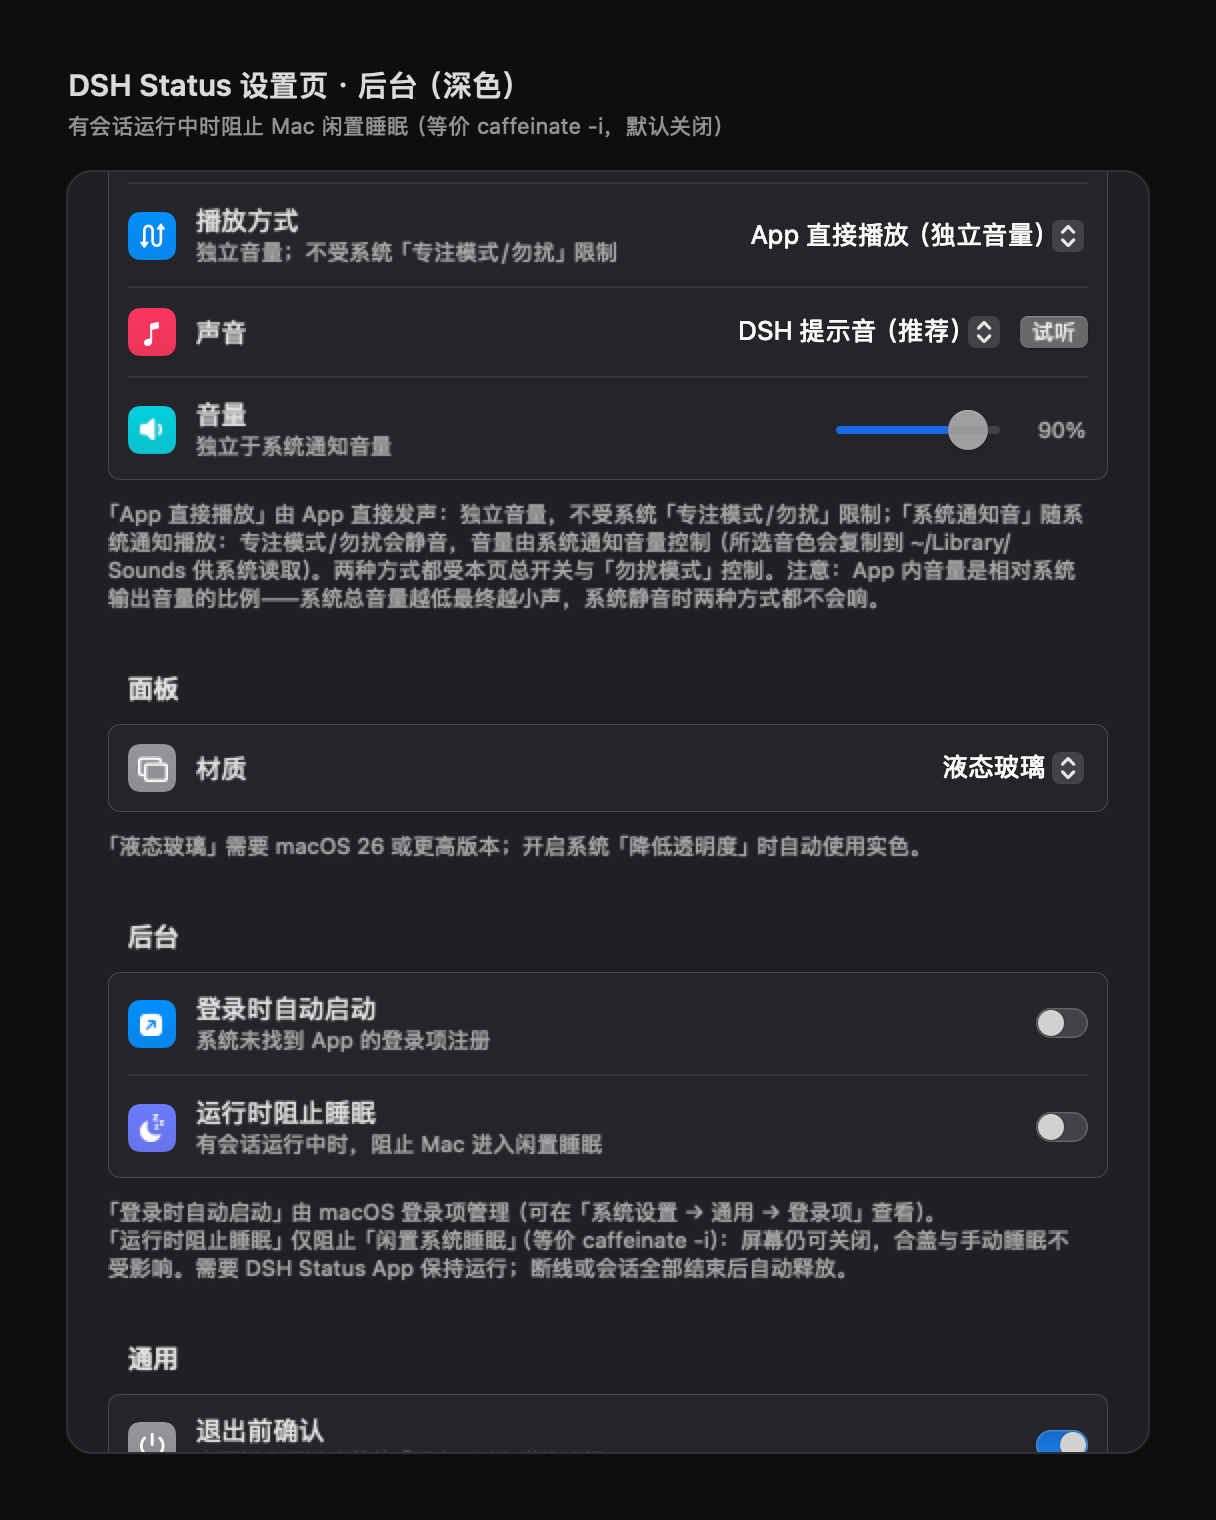 DSH Status 设置页 · 后台（深色）
有会话运行中时阻止 Mac 闲置睡眠（等价 caffeinate -i，默认关闭）
播放方式
独立音量；不受系统「专注模式/勿扰」限制
App 直接播放（独立音量）
声音
DSH 提示音（推荐）
试听
音量
独立于系统通知音量
90%
「App 直接播放」由 App 直接发声：独立音量，不受系统「专注模式/勿扰」限制；「系统通知音」随系
统通知播放：专注模式/勿扰会静音，音量由系统通知音量控制（所选音色会复制到 ~/Library/
Sounds 供系统读取）。两种方式都受本页总开关与「勿扰模式」控制。注意：App 内音量是相对系统
输出音量的比例——系统总音量越低最终越小声，系统静音时两种方式都不会响。
面板
材质
液态玻璃
「液态玻璃」需要 macOS 26 或更高版本；开启系统「降低透明度」时自动使用实色。
后台
登录时自动启动
系统未找到 App 的登录项注册
运行时阻止睡眠
有会话运行中时，阻止 Mac 进入闲置睡眠
「登录时自动启动」由 macOS 登录项管理（可在「系统设置 → 通用 → 登录项」查看）。
「运行时阻止睡眠」仅阻止「闲置系统睡眠」（等价 caffeinate -i）：屏幕仍可关闭，合盖与手动睡眠不
受影响。需要 DSH Status App 保持运行；断线或会话全部结束后自动释放。
通用
退出前确认